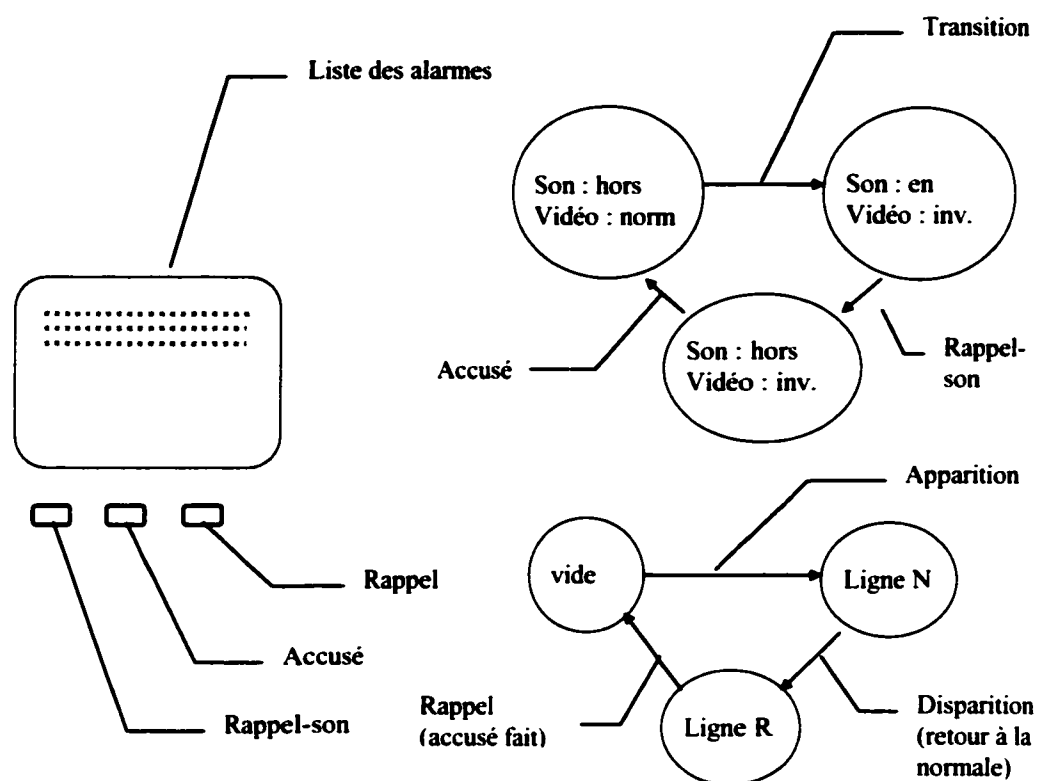 Transition
Liste des alarmes
Son : hors
Vidéo : norm
Son : en
Vidéo : inv.
Son : hors
Vidéo : inv.
Accusé
Rappel-
son
Apparition
Rappel
Accusé
Rappel-son
vide
Ligne N
Ligne R
Rappel
(accusé fait)
Disparition
(retour à la
normale)